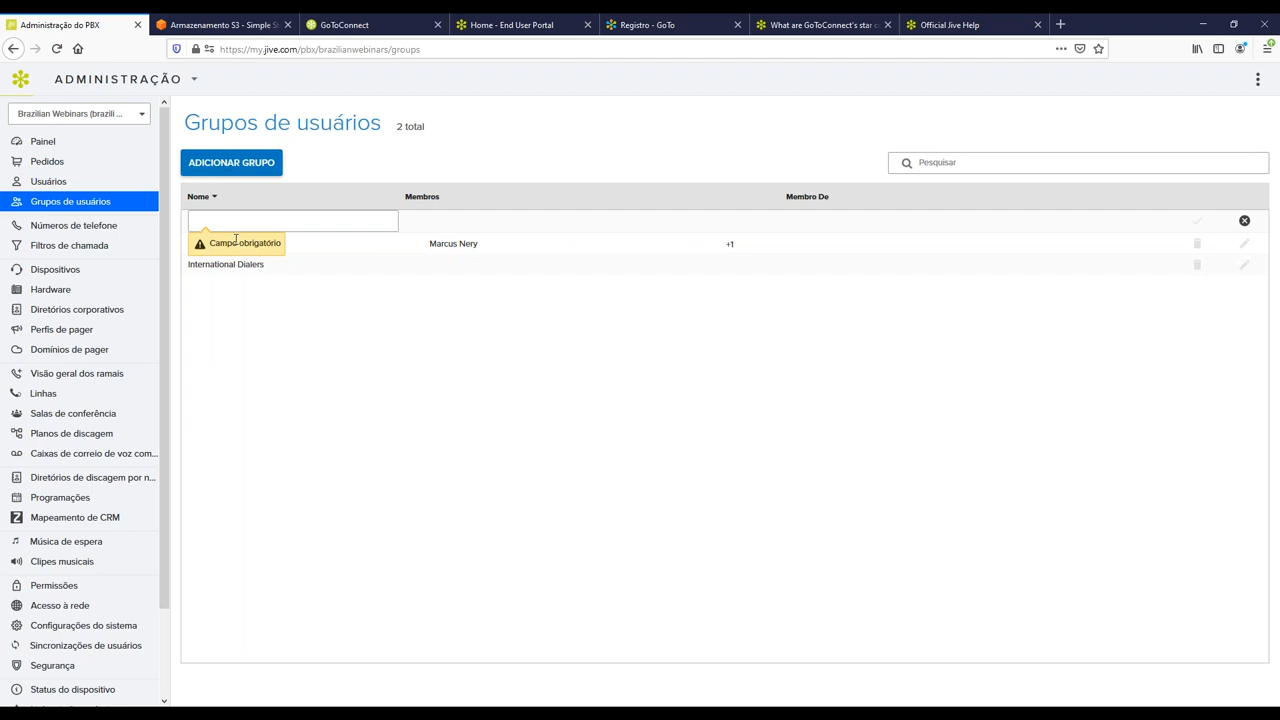 Administração do PBX
Armazenamento S3 - Simple St
GoToConnect
Home - End User Portal
Registro - GoTo
What are GoToConnect's star c
Official Jive Help
https://my.jive.com/pbx/brazilianwebinars/groups
ADMINISTRAÇÃO
Brazilian Webinars (brazili ...
Painel
Pedidos
Usuários
Grupos de usuários
Números de telefone
Filtros de chamada
Dispositivos
Hardware
Diretórios corporativos
Perfis de pager
Domínios de pager
Visão geral dos ramais
Linhas
Salas de conferência
Planos de discagem
Caixas de correio de voz com...
Diretórios de discagem por n...
Programações
Mapeamento de CRM
Música de espera
Clipes musicais
Permissões
Acesso à rede
Configurações do sistema
Sincronizações de usuários
Segurança
Status do dispositivo
Grupos de usuários 2 total
ADICIONAR GRUPO
Pesquisar
Nome Membros Membro De
Campo obrigatório Marcus Nery +1
International Dialers